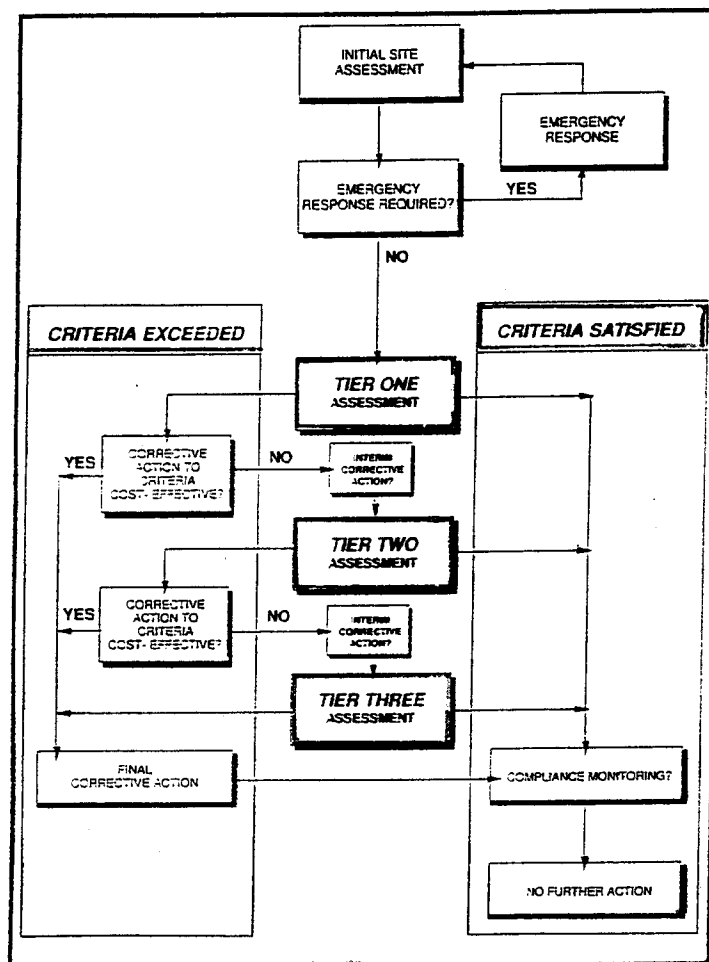 INITIAL SITE
ASSESSMENT
EMERGENCY
RESPONSE
EMERGENCY
RESPONSE REQUIRED?
YES
NO
CRITERIA EXCEEDED
CRITERIA SATISFIED
TIER ONE
ASSESSMENT
YES
CORRECTIVE
ACTION TO
CRITERIA
COST-EFFECTIVE?
NO
INTERIM
CORRECTIVE
ACTION?
TIER TWO
ASSESSMENT
YES
CORRECTIVE
ACTION TO
CRITERIA
COST-EFFECTIVE?
NO
INTERIM
CORRECTIVE
ACTION?
TIER THREE
ASSESSMENT
FINAL
CORRECTIVE ACTION
COMPLIANCE MONITORING?
NO FURTHER ACTION